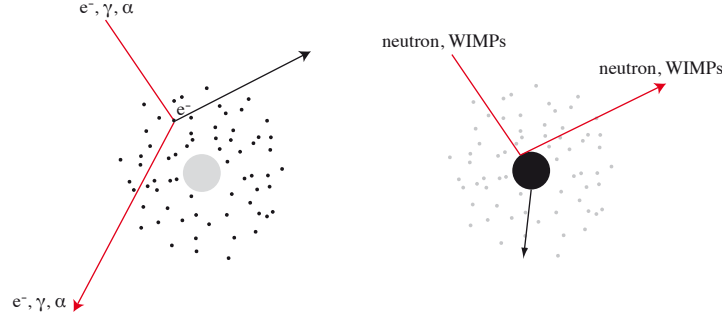 e⁻, γ, α
e⁻
e⁻, γ, α
neutron, WIMPs
neutron, WIMPs